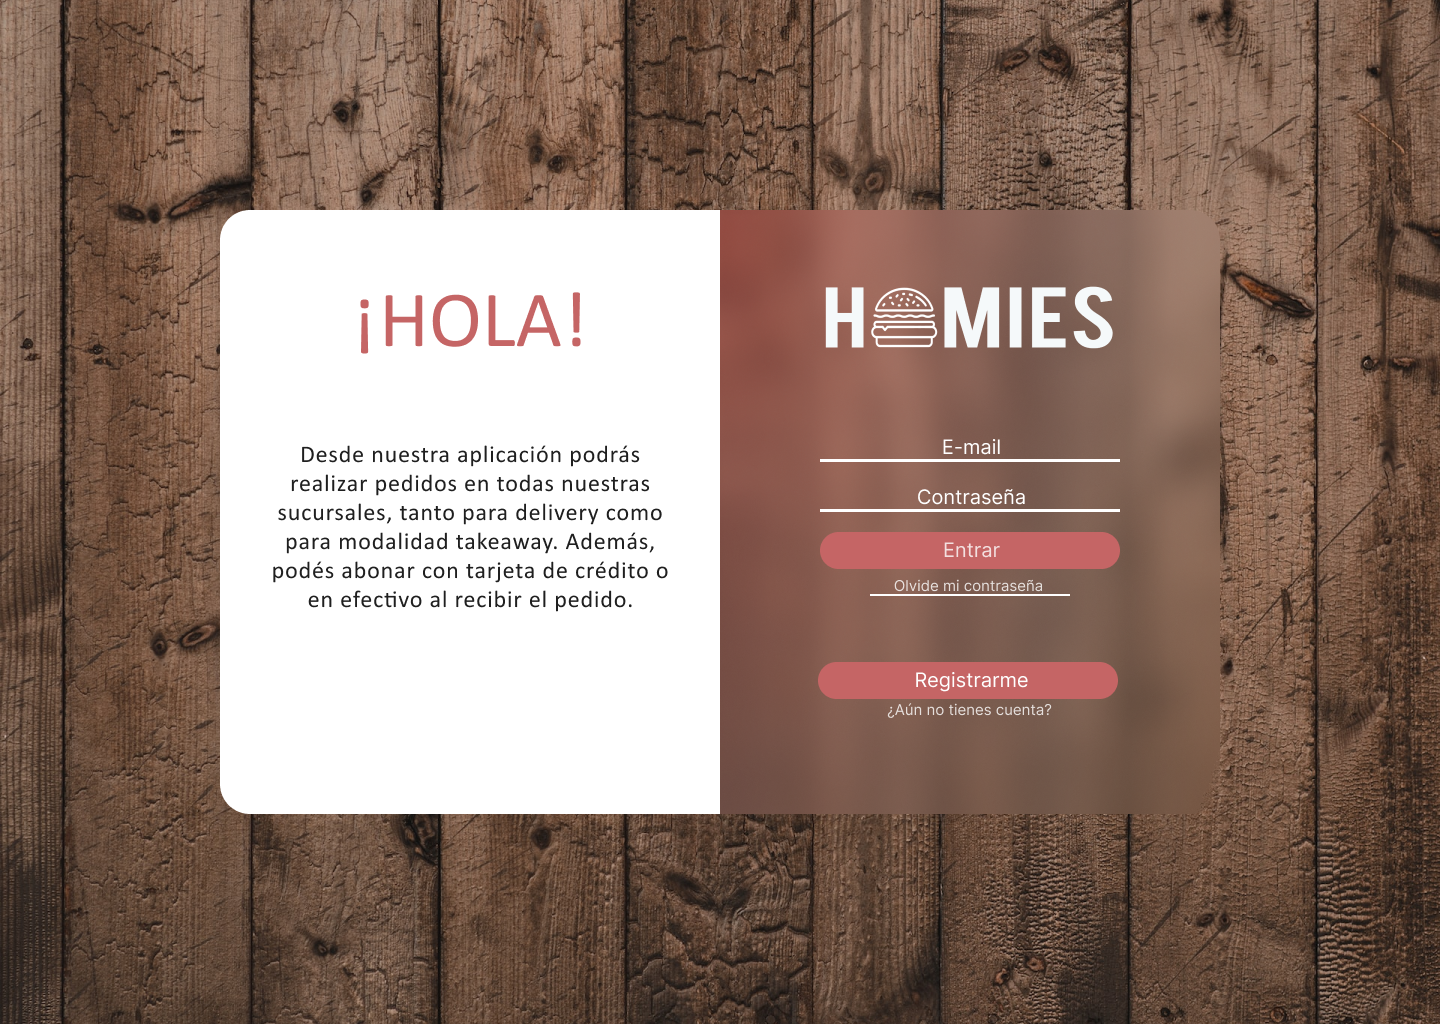 ¡HOLA!
Desde nuestra aplicación podrás
realizar pedidos en todas nuestras
sucursales, tanto para delivery como
para modalidad takeaway. Además,
podés abonar con tarjeta de crédito o
en efectivo al recibir el pedido.
HOMIES
E-mail
Contraseña
Entrar
Olvide mi contraseña
Registrarme
¿Aún no tienes cuenta?